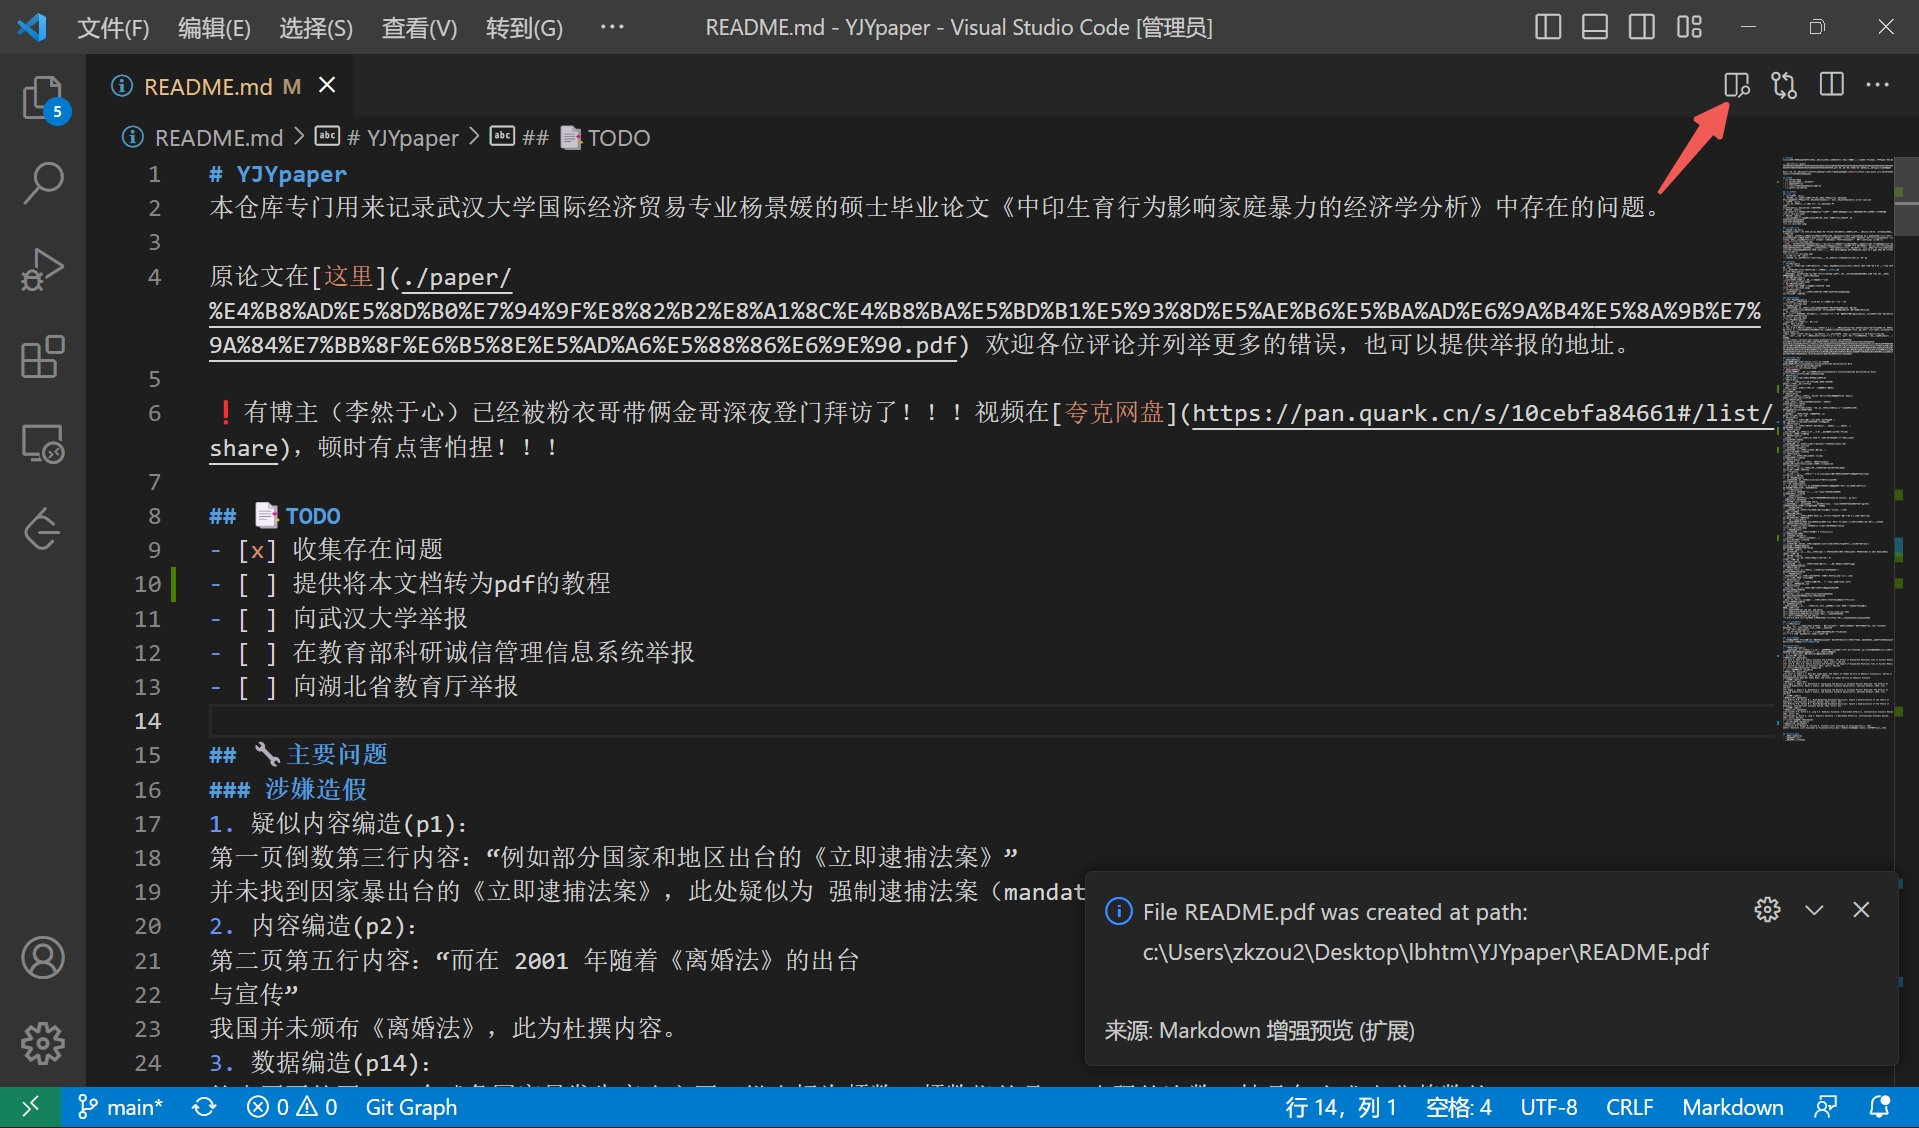 文件(F) 编辑(E) 选择(S) 查看(V) 转到(G) ··· README.md - YJYpaper - Visual Studio Code [管理员]
5
README.md M
README.md > # YJYpaper > ## 📑TODO
1 # YJYpaper
2 本仓库专门用来记录武汉大学国际经济贸易专业杨景媛的硕士毕业论文《中印生育行为影响家庭暴力的经济学分析》中存在的问题。
3
4 原论文在[这里](./paper/
%E4%B8%AD%E5%8D%B0%E7%94%9F%E8%82%B2%E8%A1%8C%E4%B8%BA%E5%BD%B1%E5%93%8D%E5%AE%B6%E5%BA%AD%E6%9A%B4%E5%8A%9B%E7%
9A%84%E7%BB%8F%E6%B5%8E%E5%AD%A6%E5%88%86%E6%9E%90.pdf) 欢迎各位评论并列举更多的错误，也可以提供举报的地址。
5
6 ❗有博主（李然于心）已经被粉衣哥带俩金哥深夜登门拜访了！！！视频在[夸克网盘](https://pan.quark.cn/s/10cebfa84661#/list/
share)，顿时有点害怕捏！！！
7
8 ## 📑TODO
9 - [x] 收集存在问题
10 - [ ] 提供将本文档转为pdf的教程
11 - [ ] 向武汉大学举报
12 - [ ] 在教育部科研诚信管理信息系统举报
13 - [ ] 向湖北省教育厅举报
14
15 ## 🔧主要问题
16 ### 涉嫌造假
17 1. 疑似内容编造(p1)：
18 第一页倒数第三行内容：“例如部分国家和地区出台的《立即逮捕法案》”
19 并未找到因家暴出台的《立即逮捕法案》，此处疑似为 强制逮捕法案（mandat
20 2. 内容编造(p2)：
21 第二页第五行内容：“而在 2001 年随着《离婚法》的出台
22 与宣传”
23 我国并未颁布《离婚法》，此为杜撰内容。
24 3. 数据编造(p14)：
File README.pdf was created at path:
c:\Users\zkzou2\Desktop\lbhtm\YJYpaper\README.pdf
来源: Markdown 增强预览 (扩展)
main* 0 0 Git Graph 行 14，列 1 空格: 4 UTF-8 CRLF Markdown